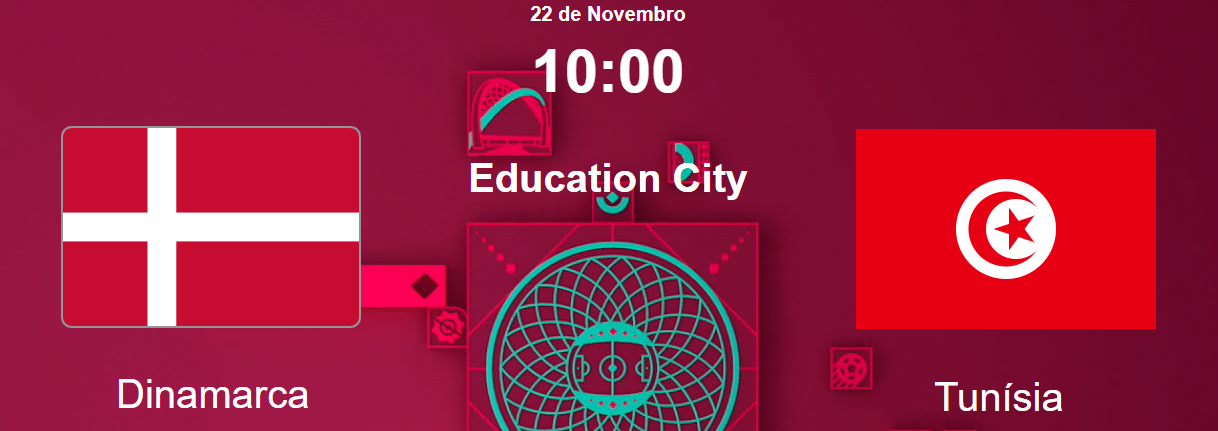 22 de Novembro
10:00
Education City
Dinamarca
Tunísia